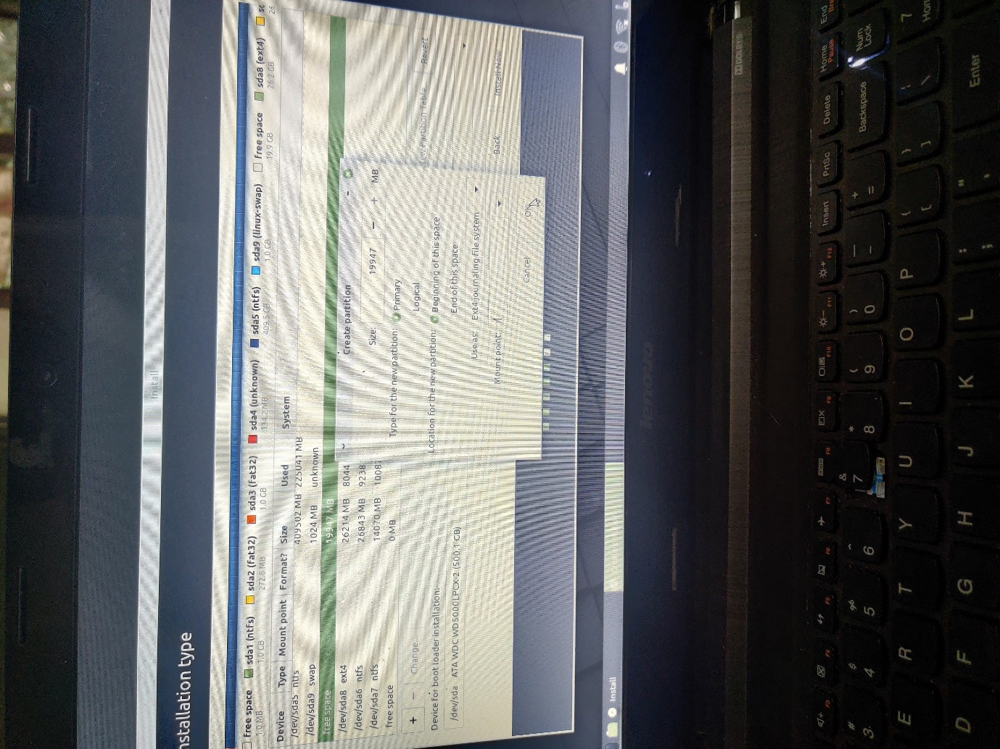 Install
Installation type
Free space sda1 (ntfs) sda2 (fat32) sda3 (fat32) sda4 (unknown) sda5 (ntfs) sda9 (linux-swap) Free space sda8 (ext4)
1.0 MB 1.0 GB 272.6 MB 1.0 GB 409.5 GB 1.0 GB 19.9 GB 26.2 GB 26
Device Type Mount point Format? Size Used System
/dev/sda5 ntfs 409502 MB 225041 MB
/dev/sda9 swap 1024 MB unknown
free space 19947 MB
/dev/sda8 ext4 26214 MB 8044
/dev/sda6 ntfs 26843 MB 9238
/dev/sda7 ntfs 14070 MB 10087
free space 0 MB
+ − Change... New Partition Table Revert
Device for boot loader installation:
/dev/sda ATA WDC WD5000LPCX-2 (500.1 GB)
Back Install Now
Create partition
Size: 19947 − + MB
Type for the new partition: Primary
Logical
Location for the new partition: Beginning of this space
End of this space
Use as: Ext4 journaling file system
Mount point: /
Cancel OK
Install
lenovo
DOLBY
F3 F4 F5 F6 F7 F8 F9 F10 F11 F12 Insert PrtSc Delete Home Pause End
# 3 $ 4 % 5 ^ 6 & 7 * 8 ( 9 ) 0 _ - + = Backspace Num Lock
E R T Y U I O P { [ } ] | \ 7
D F G H J K L : ; " ' Enter